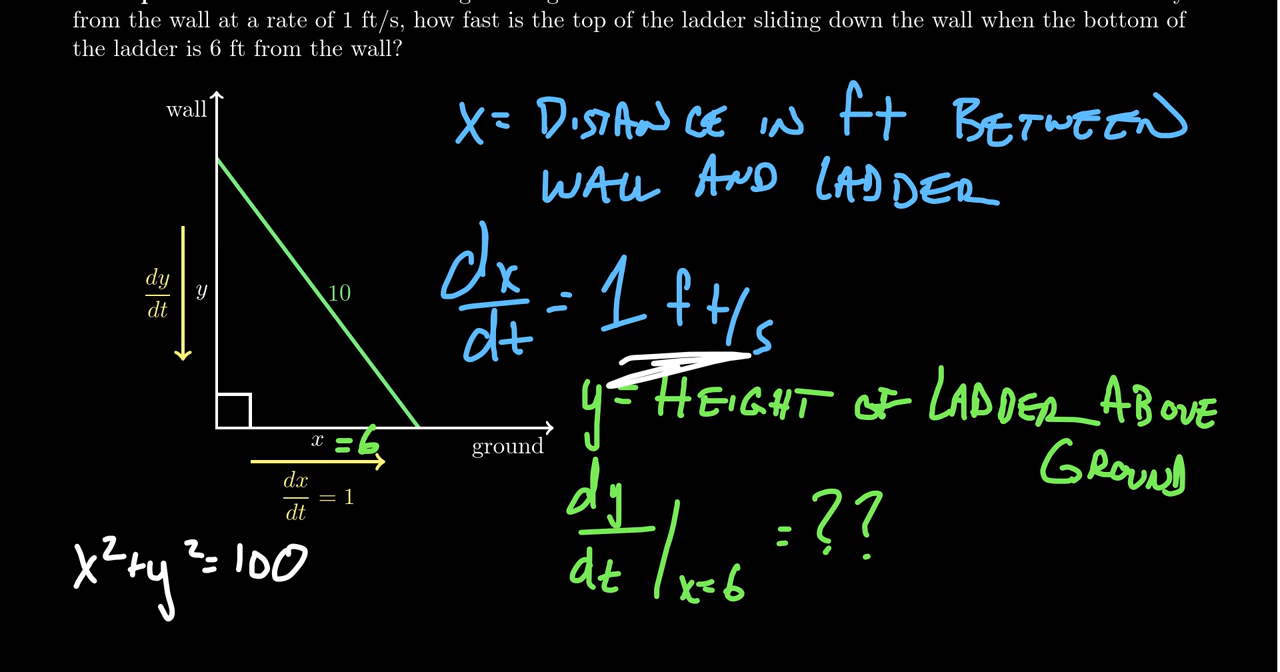 from the wall at a rate of 1 ft/s, how fast is the top of the ladder sliding down the wall when the bottom of
the ladder is 6 ft from the wall?
wall
x = DISTANCE IN ft BETWEEN
WALL AND LADDER
dy/dt
y
10
dx/dt = 1 ft/s
y = HEIGHT OF LADDER ABOVE
GROUND
x = 6
ground
dx/dt = 1
dy/dt | x=6 = ??
x² + y² = 100